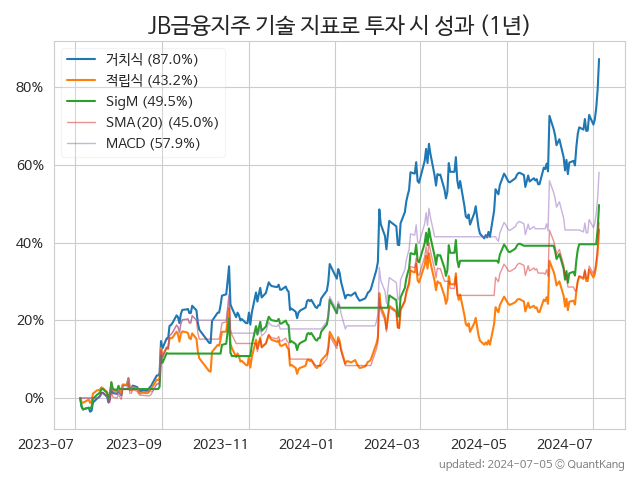 JB금융지주 기술 지표로 투자 시 성과 (1년)
거치식 (87.0%)
적립식 (43.2%)
SigM (49.5%)
SMA(20) (45.0%)
MACD (57.9%)
80%
60%
40%
20%
0%
2023-07 2023-09 2023-11 2024-01 2024-03 2024-05 2024-07
updated: 2024-07-05 © QuantKang